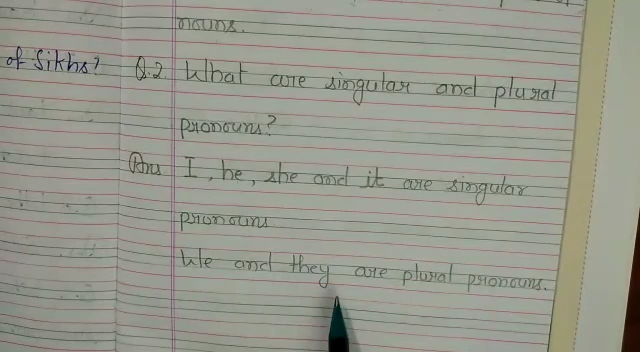 nouns.
of Sikhs?
Q.2 What are singular and plural
pronouns?
Ans I, he, she and it are singular
pronouns
We and they are plural pronouns.